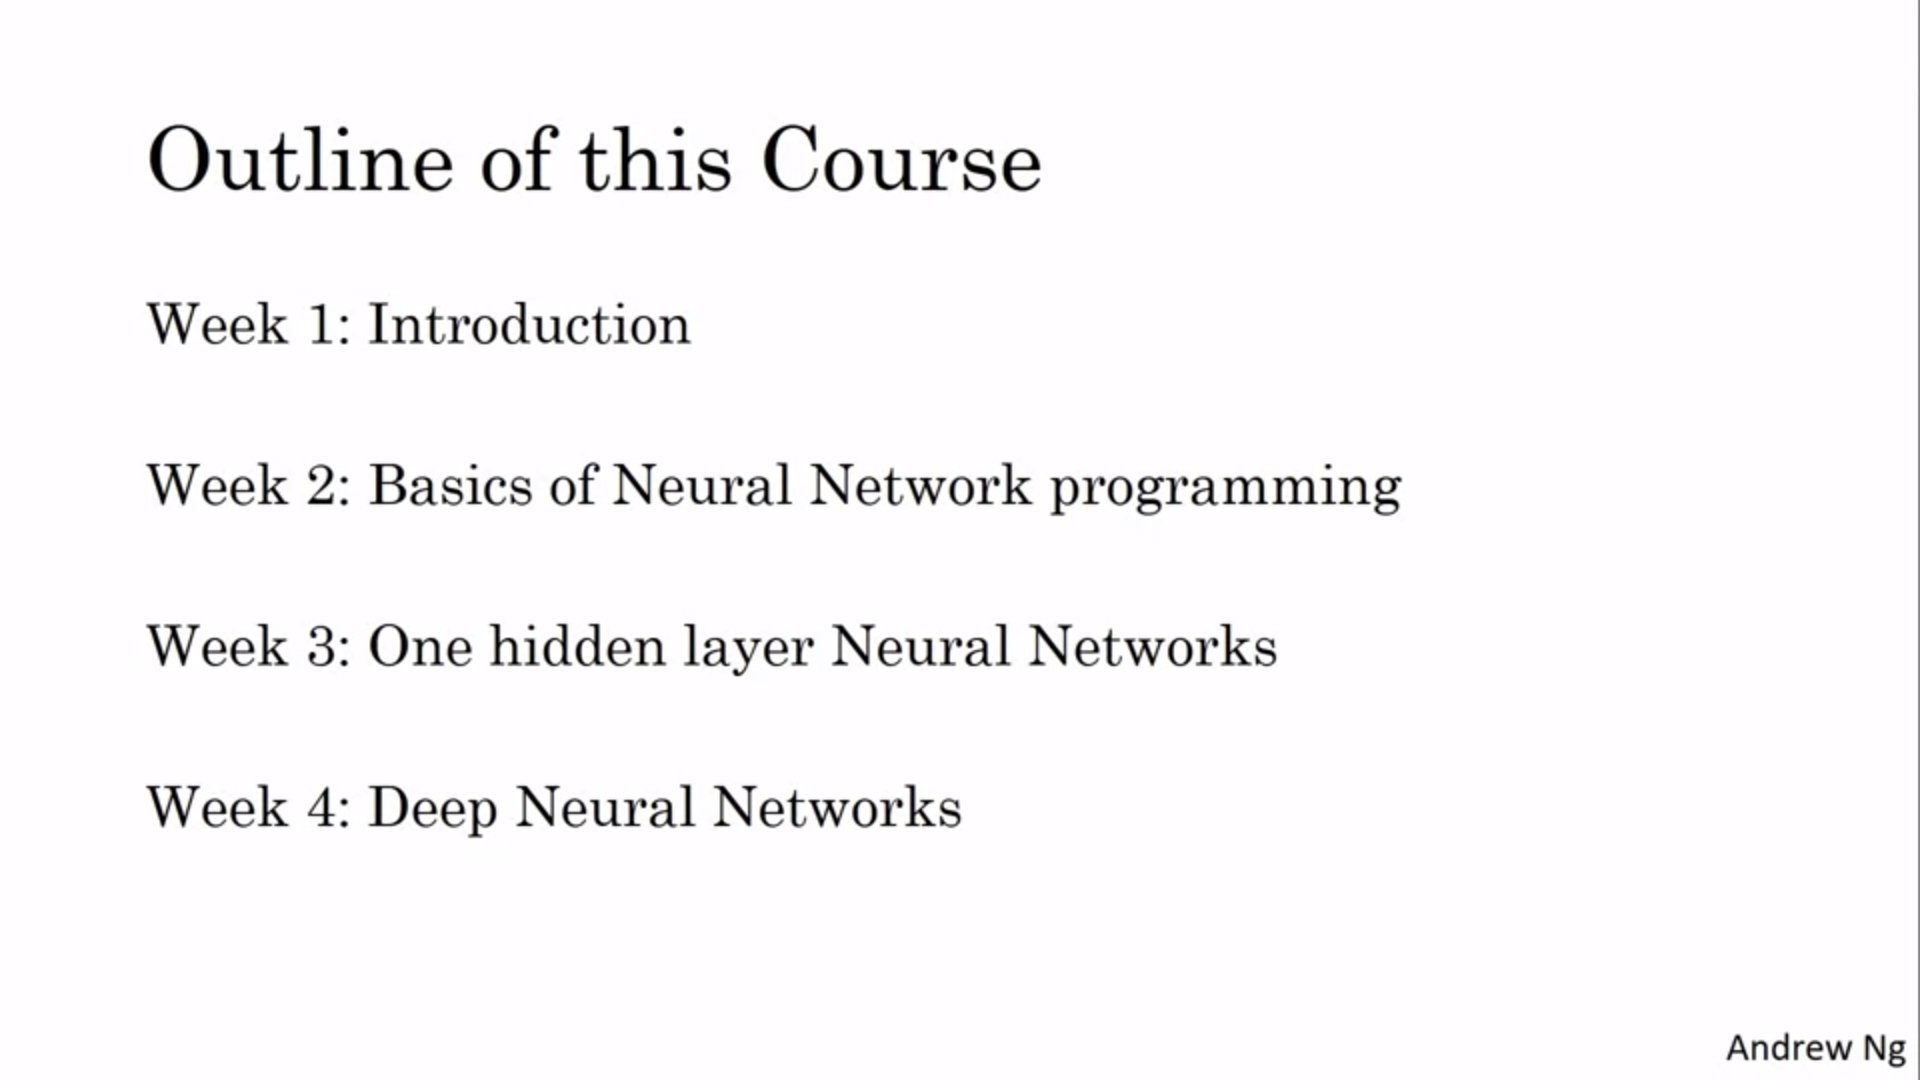 Outline of this Course
Week 1: Introduction
Week 2: Basics of Neural Network programming
Week 3: One hidden layer Neural Networks
Week 4: Deep Neural Networks
Andrew Ng